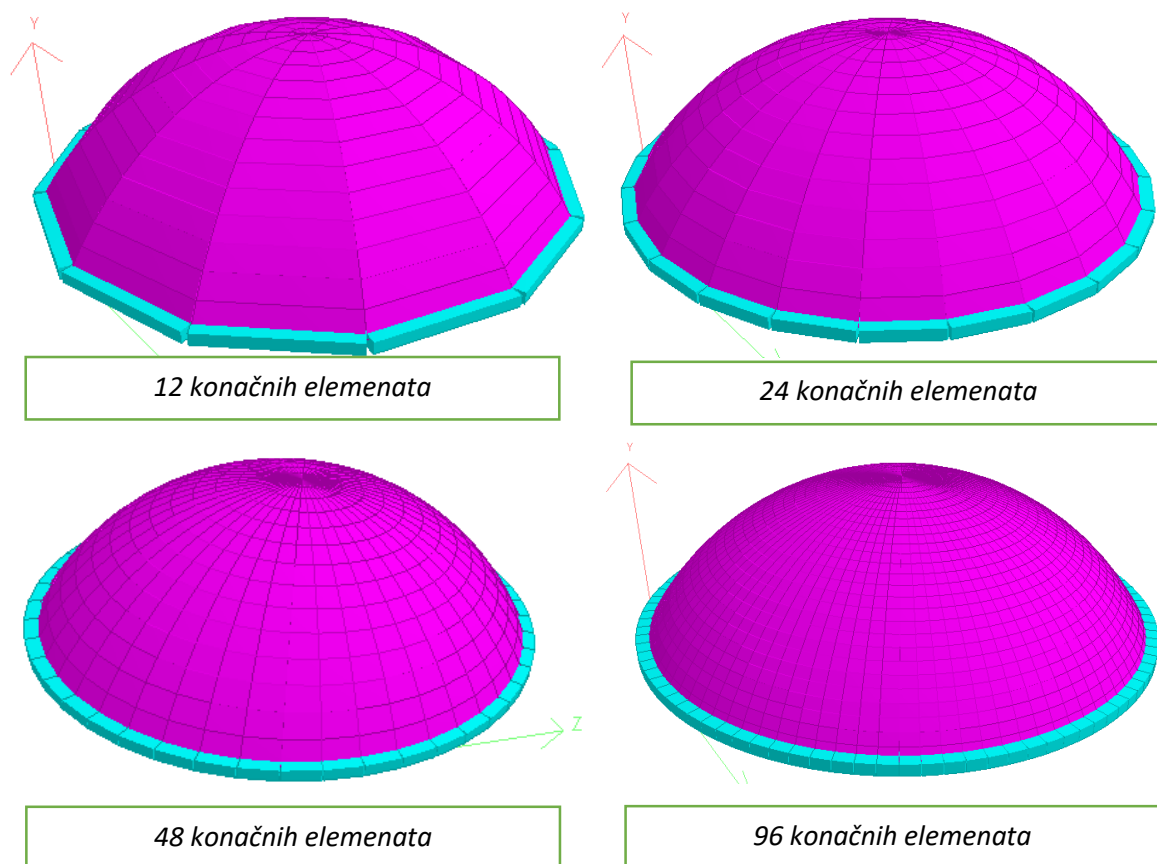 Y
Y
12 konačnih elemenata
24 konačnih elemenata
Y
Z
48 konačnih elemenata
96 konačnih elemenata